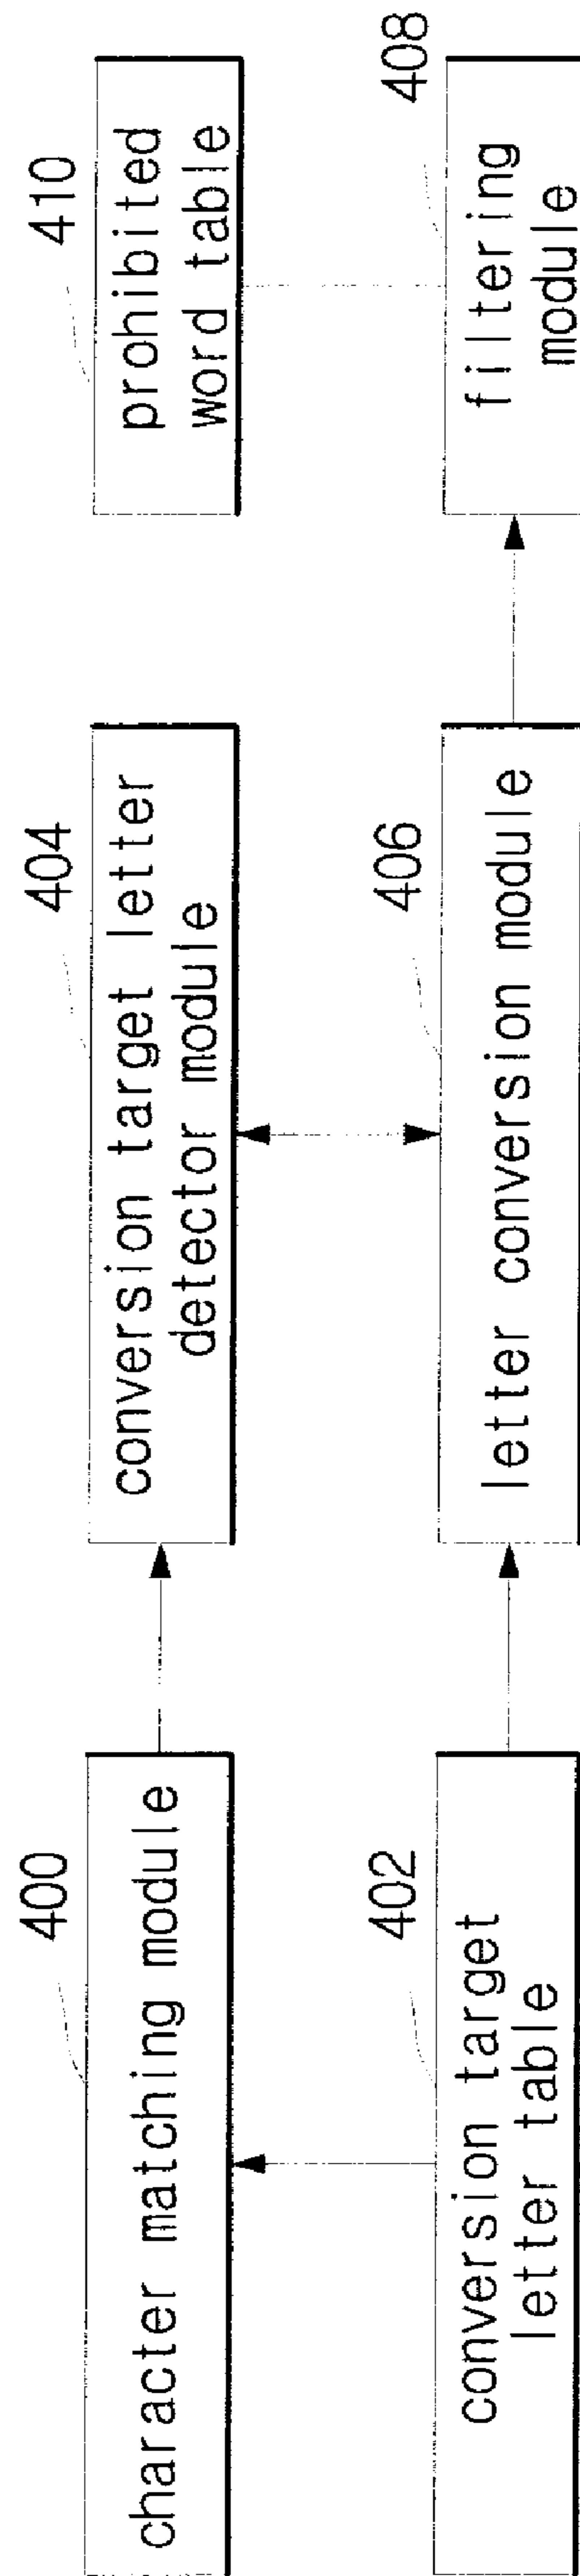 400
character matching module
404
conversion target letter
detector module
410
prohibited
word table
402
conversion target
letter table
406
letter conversion module
408
filtering
module